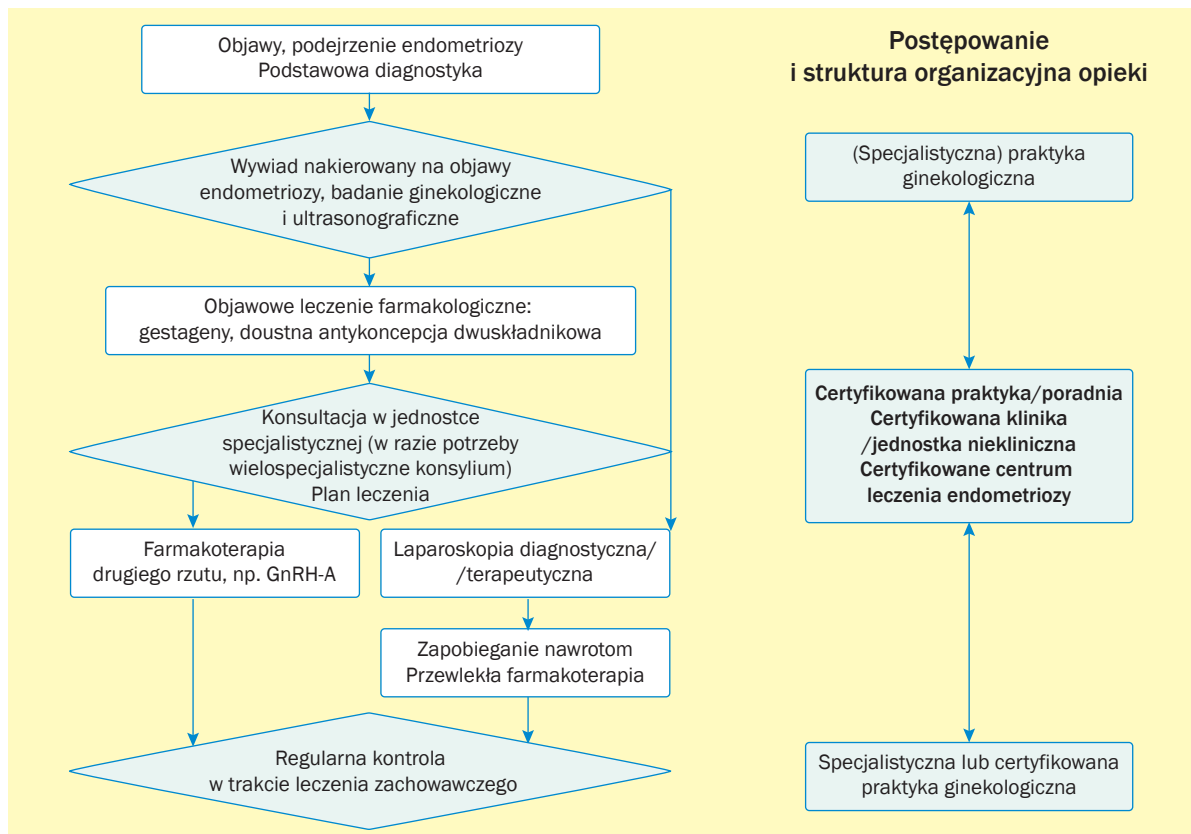 Objawy, podejrzenie endometriozy
Podstawowa diagnostyka
Wywiad nakierowany na objawy
endometriozy, badanie ginekologiczne
i ultrasonograficzne
Objawowe leczenie farmakologiczne:
gestageny, doustna antykoncepcja dwuskładnikowa
Konsultacja w jednostce
specjalistycznej (w razie potrzeby
wielospecjalistyczne konsylium)
Plan leczenia
Farmakoterapia
drugiego rzutu, np. GnRH-A
Laparoskopia diagnostyczna/
/terapeutyczna
Zapobieganie nawrotom
Przewlekła farmakoterapia
Regularna kontrola
w trakcie leczenia zachowawczego
Postępowanie
i struktura organizacyjna opieki
(Specjalistyczna) praktyka
ginekologiczna
Certyfikowana praktyka/poradnia
Certyfikowana klinika
/jednostka niekliniczna
Certyfikowane centrum
leczenia endometriozy
Specjalistyczna lub certyfikowana
praktyka ginekologiczna